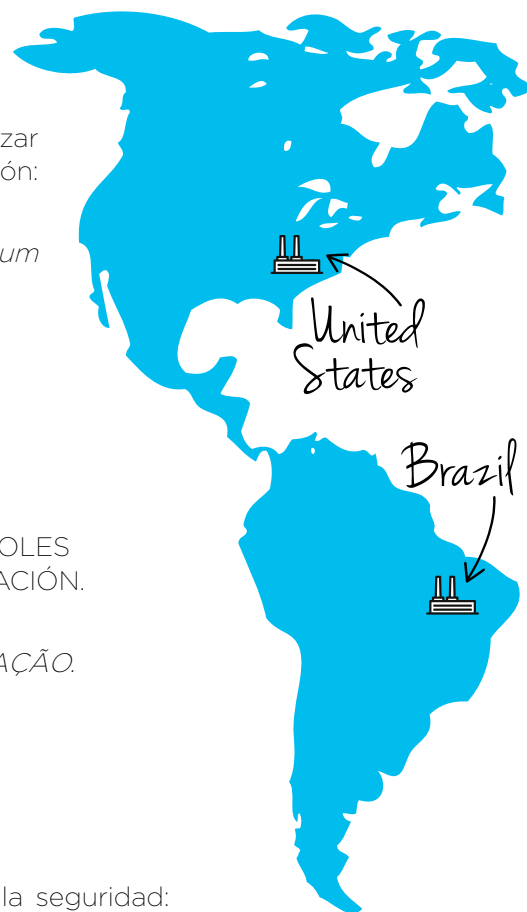 zar
ón:
um
United
States
Brazil
OLES
ACIÓN.
AÇÃO.
la seguridad: